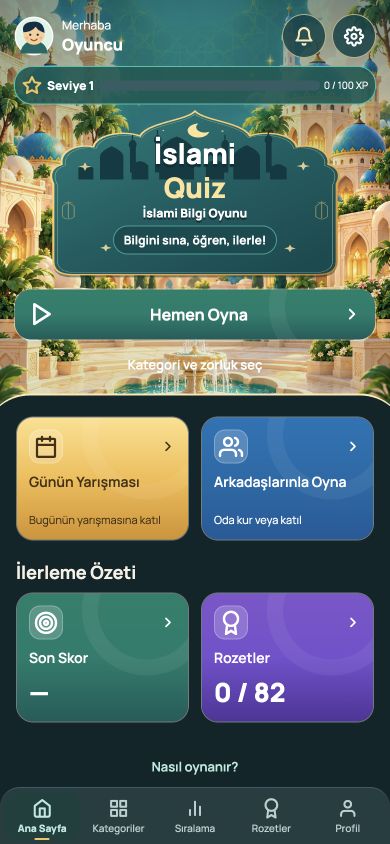 Merhaba
Oyuncu
Seviye 1
0 / 100 XP
İslami
Quiz
İslami Bilgi Oyunu
Bilgini sına, öğren, ilerle!
Hemen Oyna
Kategori ve zorluk seç
Günün Yarışması
Bugünün yarışmasına katıl
Arkadaşlarınla Oyna
Oda kur veya katıl
İlerleme Özeti
Son Skor
–
Rozetler
0 / 82
Nasıl oynanır?
Ana Sayfa
Kategoriler
Sıralama
Rozetler
Profil